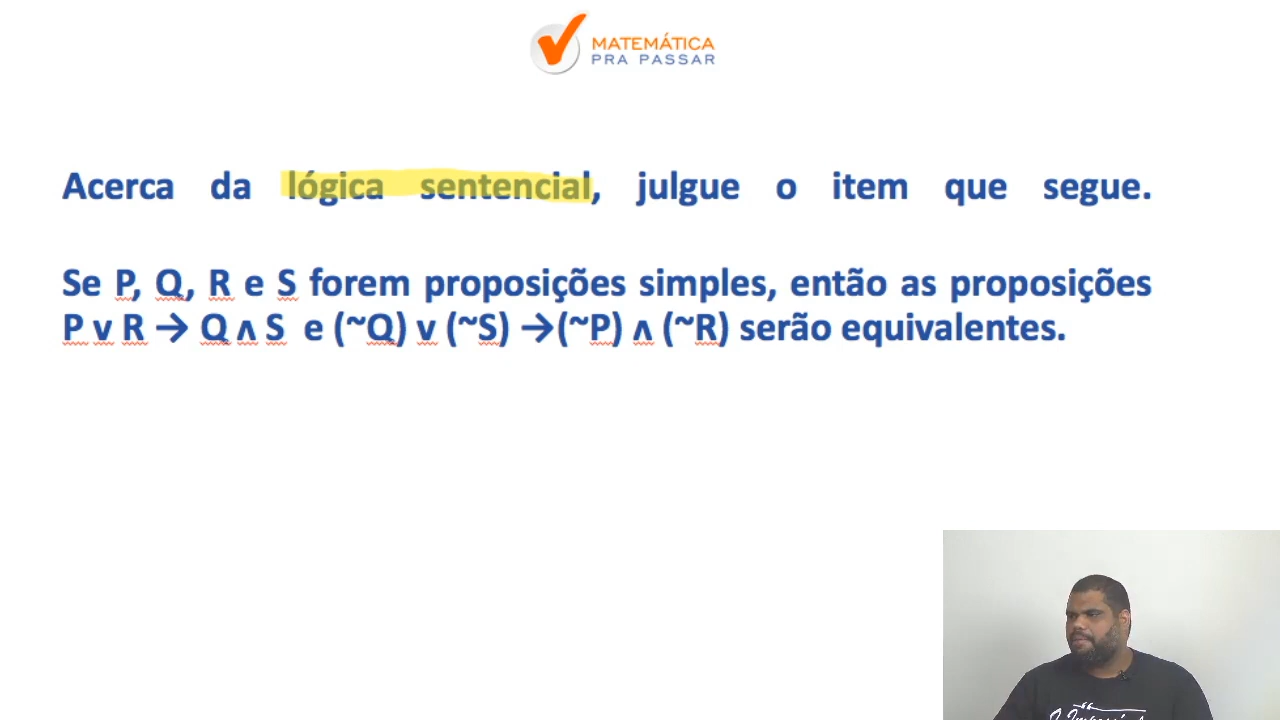 MATEMÁTICA
PRA PASSAR
Acerca da lógica sentencial, julgue o item que segue.
Se P, Q, R e S forem proposições simples, então as proposições
P v R → Q ʌ S e (~Q) v (~S) →(~P) ʌ (~R) serão equivalentes.